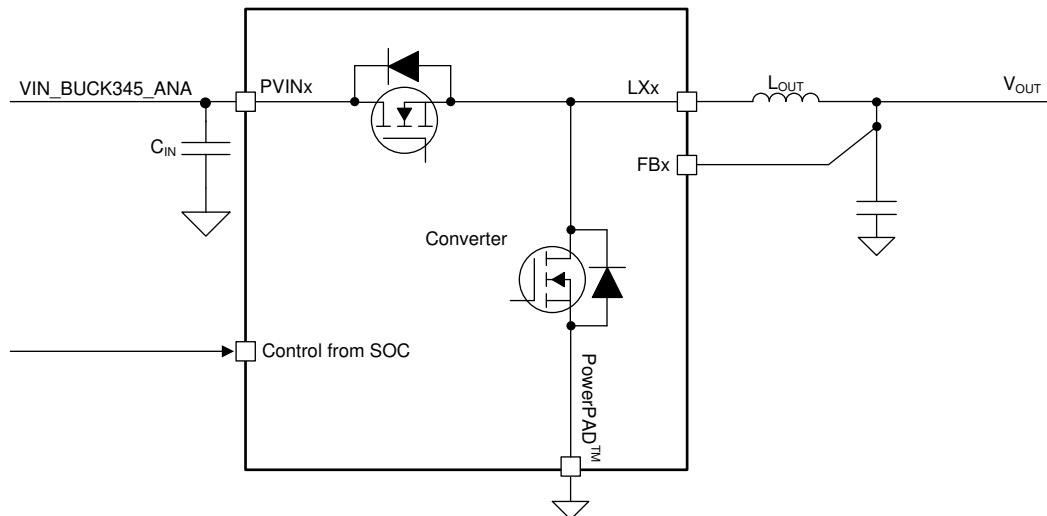 VIN_BUCK345_ANA
PVINx
LXx
LOUT
VOUT
CIN
FBx
Converter
Control from SOC
PowerPAD™